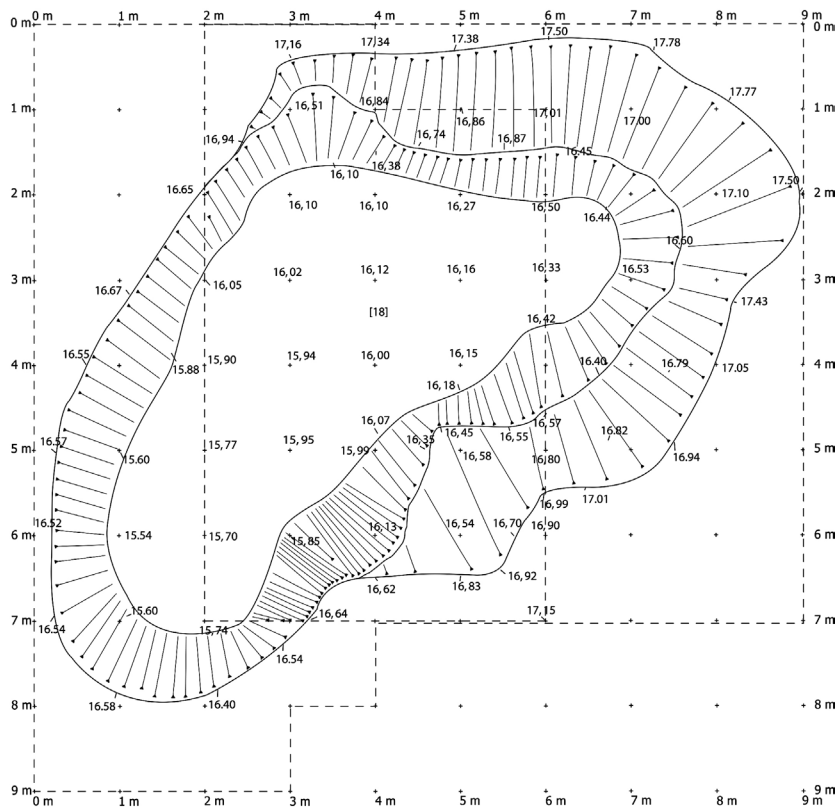 0 m 1 m 2 m 3 m 4 m 5 m 6 m 7 m 8 m 9 m
0 m 0 m
17.16 17.34 17.38 17.50 17.78
17.77
1 m 16,51 16,84 16,86 17.01 17.00 1 m
16,94 16,74 16,87
16,38 16,45
16.65 16,10 17.50
2 m 16,10 16,10 16,27 16,50 16.44 17.10 2 m
16.60
16,05 16,02 16,12 16,16 16,33 16.53
3 m 3 m
16.67 17.43
[18] 16,42
16.55 15.88 15,90 15,94 16,00 16,15 16.40 16.79 17.05
4 m 4 m
16,18
16,07 16,57
16.57 15,77 15,95 15,99 16,35 16,45 16,55 16,82
5 m 15.60 16,58 16,80 16,94 5 m
16,99 17.01
16.52 15.54 15,70 15,85 16,13 16,54 16,70 16,90
6 m 6 m
16,62 16,83 16,92
16.54 15.60 15,74 16,64 17,15
7 m 7 m
16.54
16.58 16.40
8 m 8 m
9 m 9 m
0 m 1 m 2 m 3 m 4 m 5 m 6 m 7 m 8 m 9 m